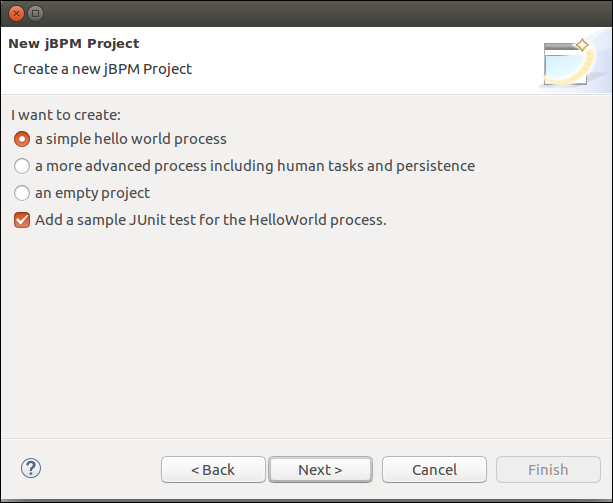 New jBPM Project
Create a new jBPM Project
I want to create:
a simple hello world process
a more advanced process including human tasks and persistence
an empty project
Add a sample JUnit test for the HelloWorld process.
?
< Back
Next >
Cancel
Finish